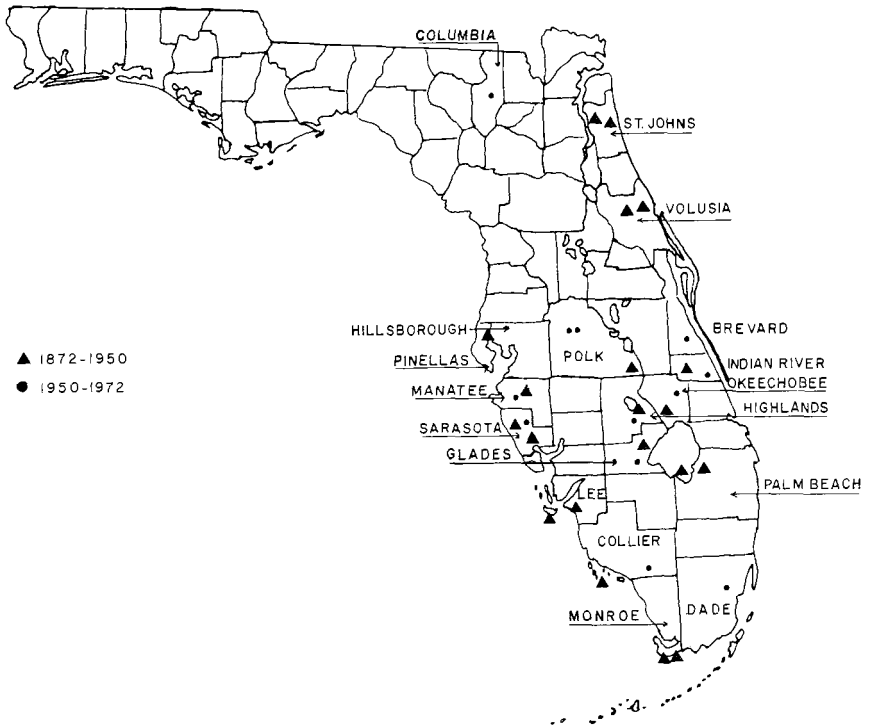 COLUMBIA
ST. JOHNS
VOLUSIA
HILLSBOROUGH
BREVARD
PINELLAS
POLK
INDIAN RIVER
▲ 1872-1950
● 1950-1972
MANATEE
OKEECHOBEE
HIGHLANDS
SARASOTA
GLADES
PALM BEACH
LEE
COLLIER
MONROE
DADE